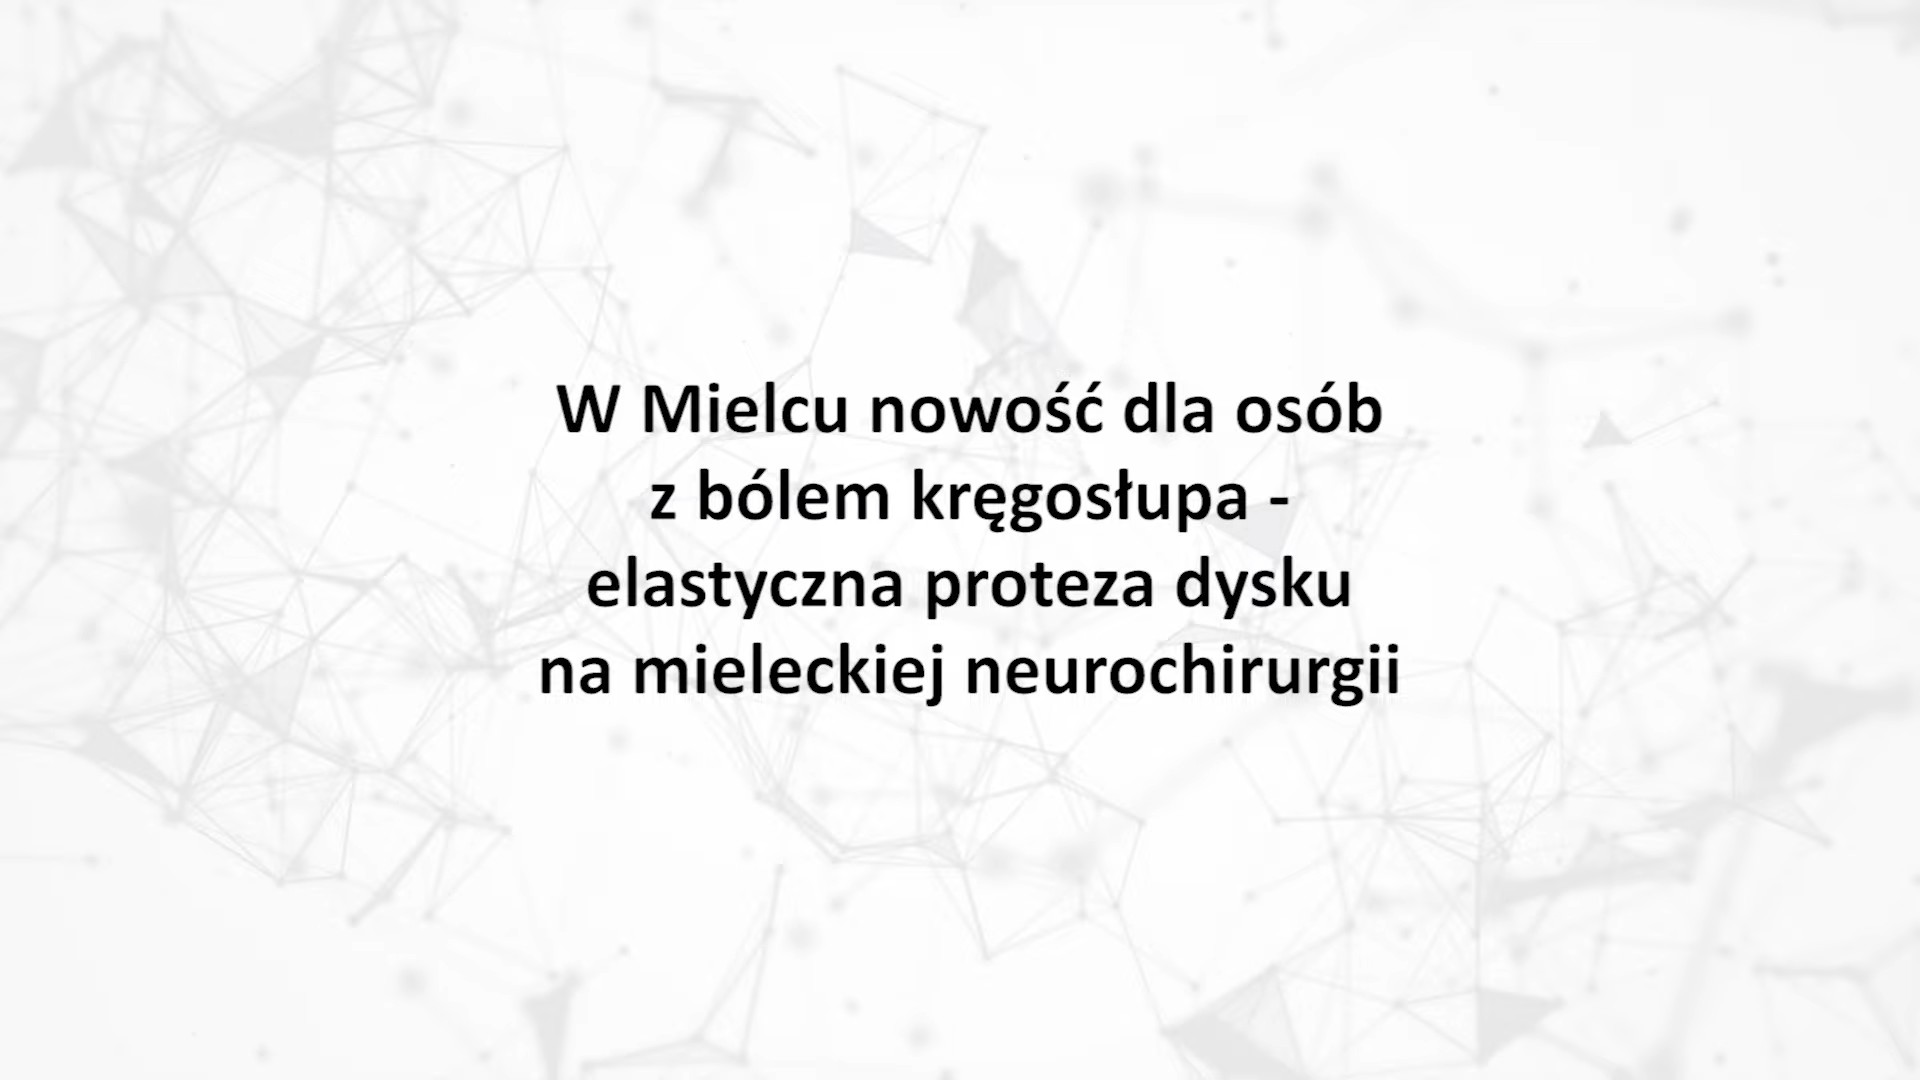 W Mielcu nowość dla osób
z bólem kręgosłupa -
elastyczna proteza dysku
na mieleckiej neurochirurgii